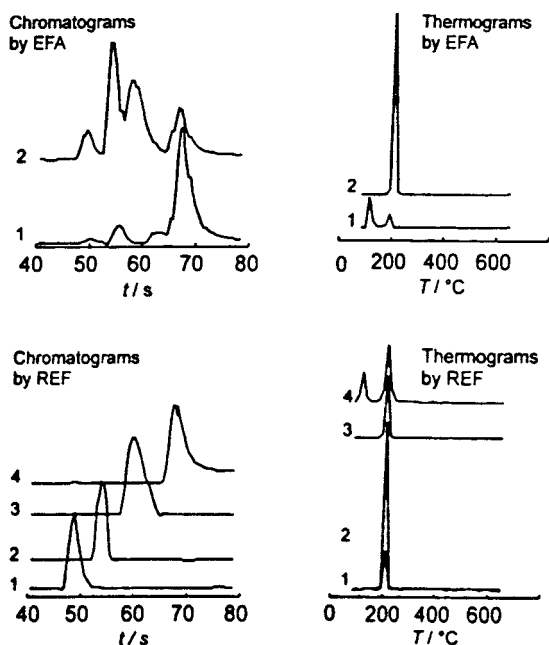 Chromatograms
by EFA
2
1
40 50 60 70 80
t / s
Thermograms
by EFA
2
1
0 200 400 600
T / °C
Chromatograms
by REF
4
3
2
1
40 50 60 70 80
t / s
Thermograms
by REF
4
3
2
1
0 200 400 600
T / °C